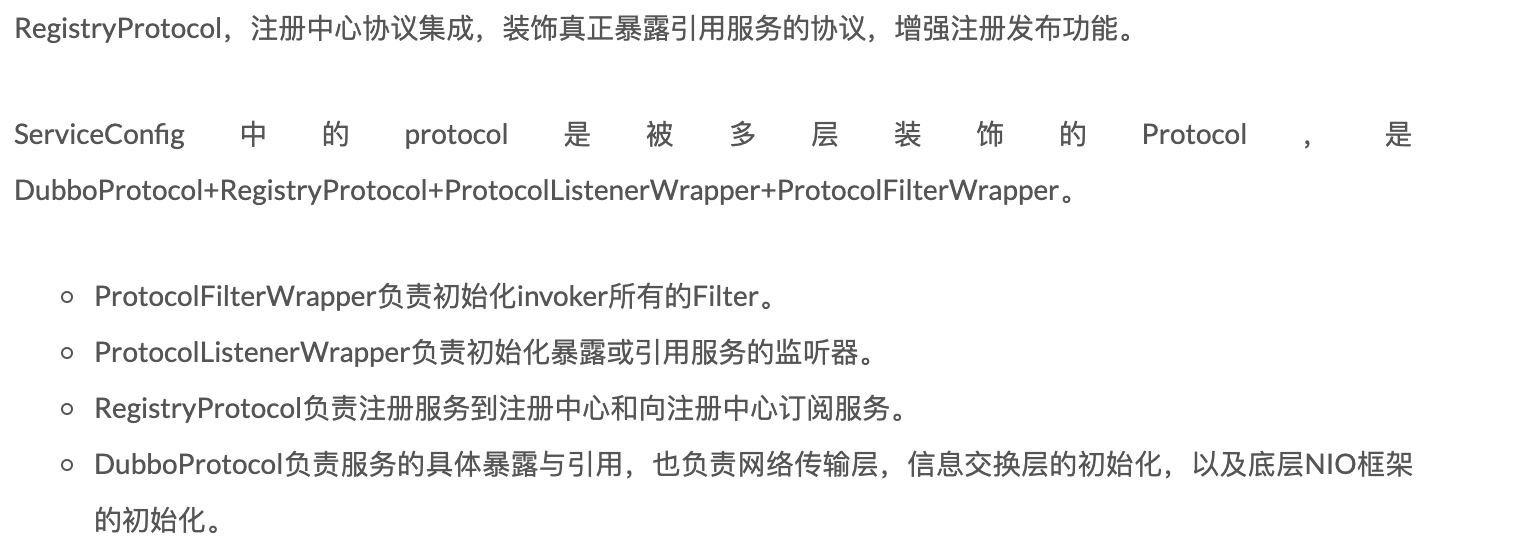 RegistryProtocol，注册中心协议集成，装饰真正暴露引用服务的协议，增强注册发布功能。
ServiceConfig 中 的 protocol 是 被 多 层 装 饰 的 Protocol ， 是
DubboProtocol+RegistryProtocol+ProtocolListenerWrapper+ProtocolFilterWrapper。
ProtocolFilterWrapper负责初始化invoker所有的Filter。
ProtocolListenerWrapper负责初始化暴露或引用服务的监听器。
RegistryProtocol负责注册服务到注册中心和向注册中心订阅服务。
DubboProtocol负责服务的具体暴露与引用，也负责网络传输层，信息交换层的初始化，以及底层NIO框架
的初始化。